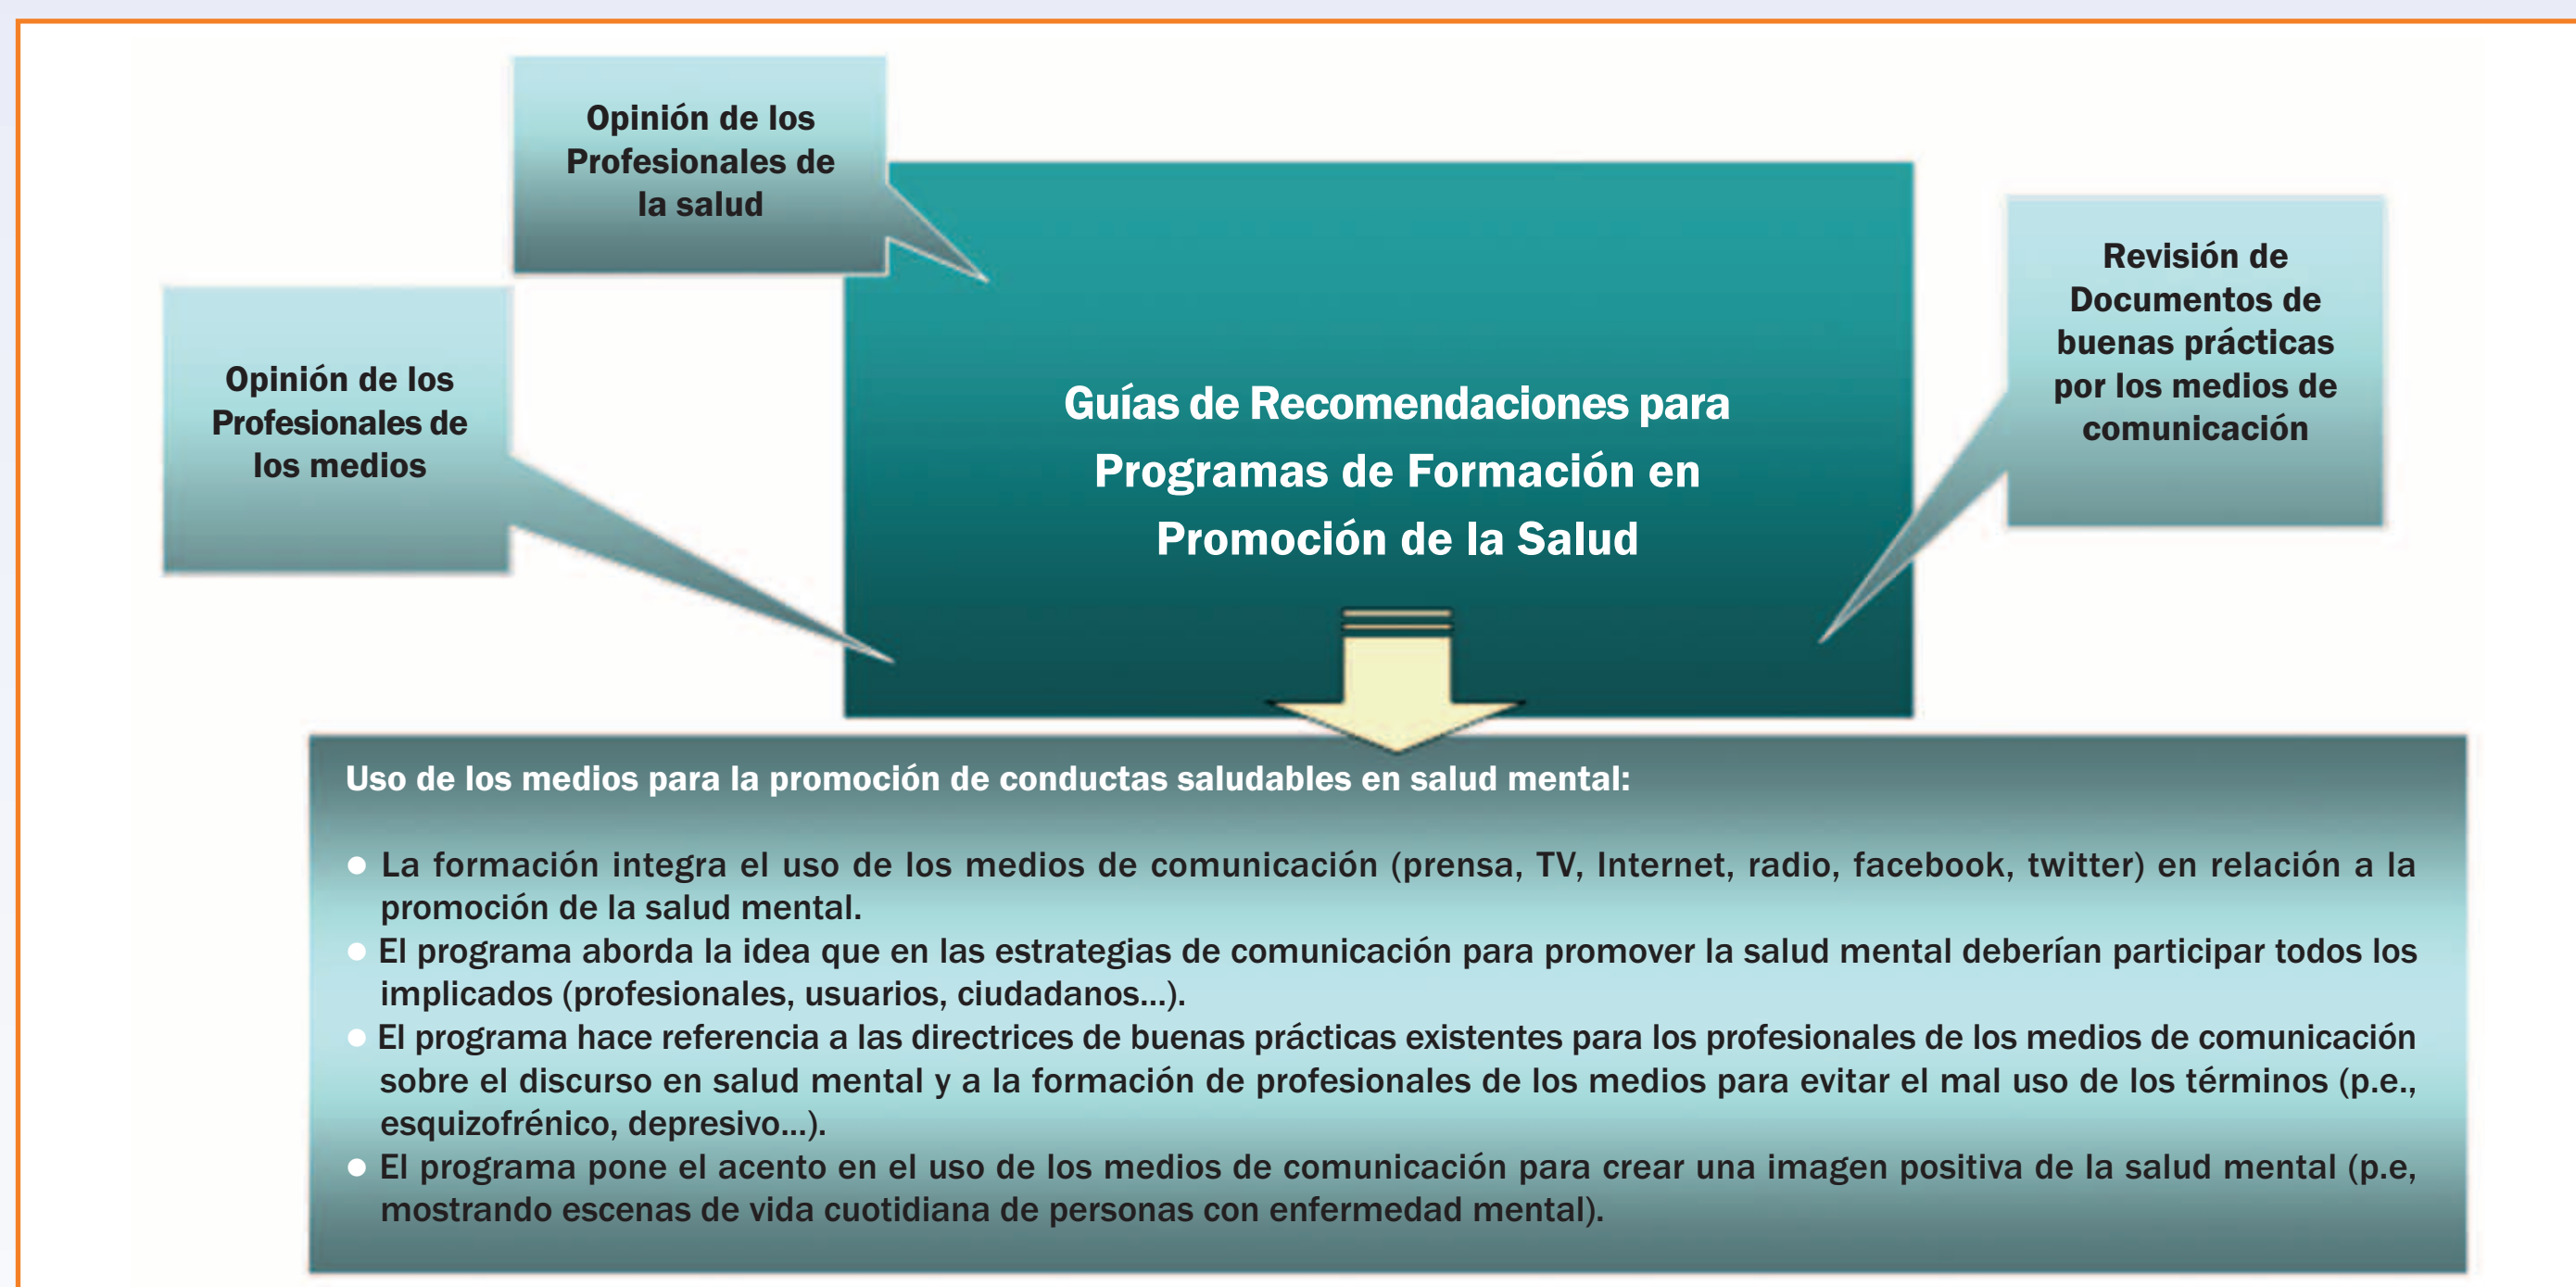 Opinión de los
Profesionales de
la salud
Opinión de los
Profesionales de
los medios
Revisión de
Documentos de
buenas prácticas
por los medios de
comunicación
Guías de Recomendaciones para
Programas de Formación en
Promoción de la Salud
Uso de los medios para la promoción de conductas saludables en salud mental:
● La formación integra el uso de los medios de comunicación (prensa, TV, Internet, radio, facebook, twitter) en relación a la
promoción de la salud mental.
● El programa aborda la idea que en las estrategias de comunicación para promover la salud mental deberían participar todos los
implicados (profesionales, usuarios, ciudadanos...).
● El programa hace referencia a las directrices de buenas prácticas existentes para los profesionales de los medios de comunicación
sobre el discurso en salud mental y a la formación de profesionales de los medios para evitar el mal uso de los términos (p.e.,
esquizofrénico, depresivo...).
● El programa pone el acento en el uso de los medios de comunicación para crear una imagen positiva de la salud mental (p.e,
mostrando escenas de vida cuotidiana de personas con enfermedad mental).